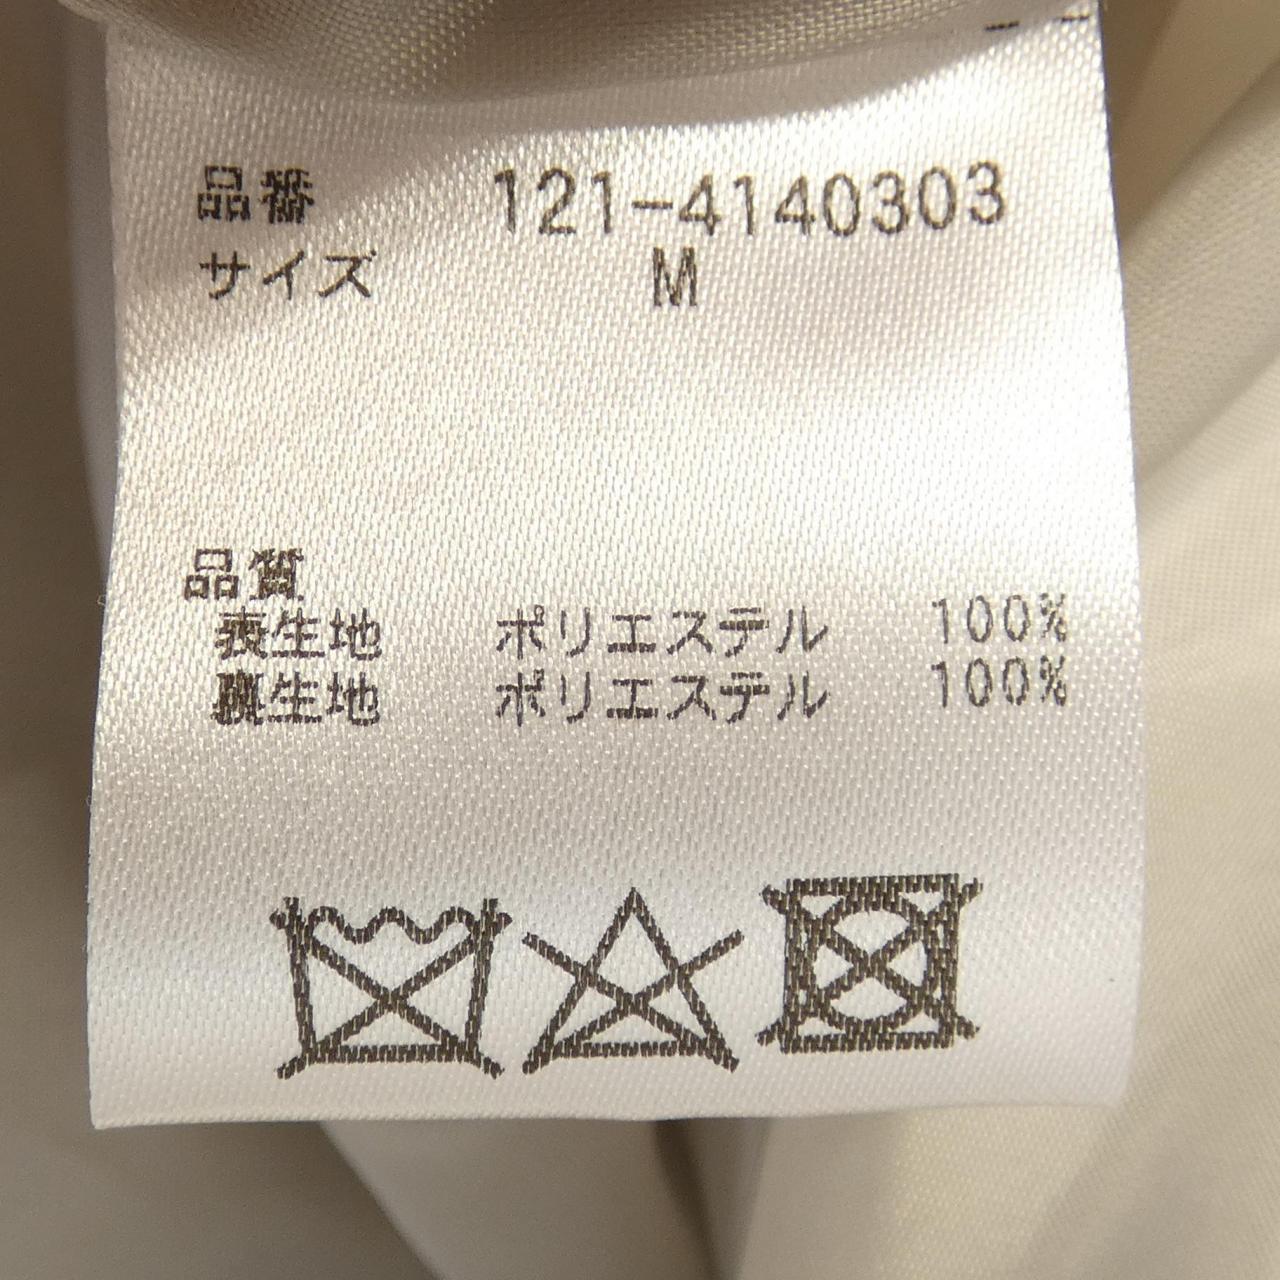 品番 121-4140303
サイズ M
品質
表生地 ポリエステル 100%
裏生地 ポリエステル 100%